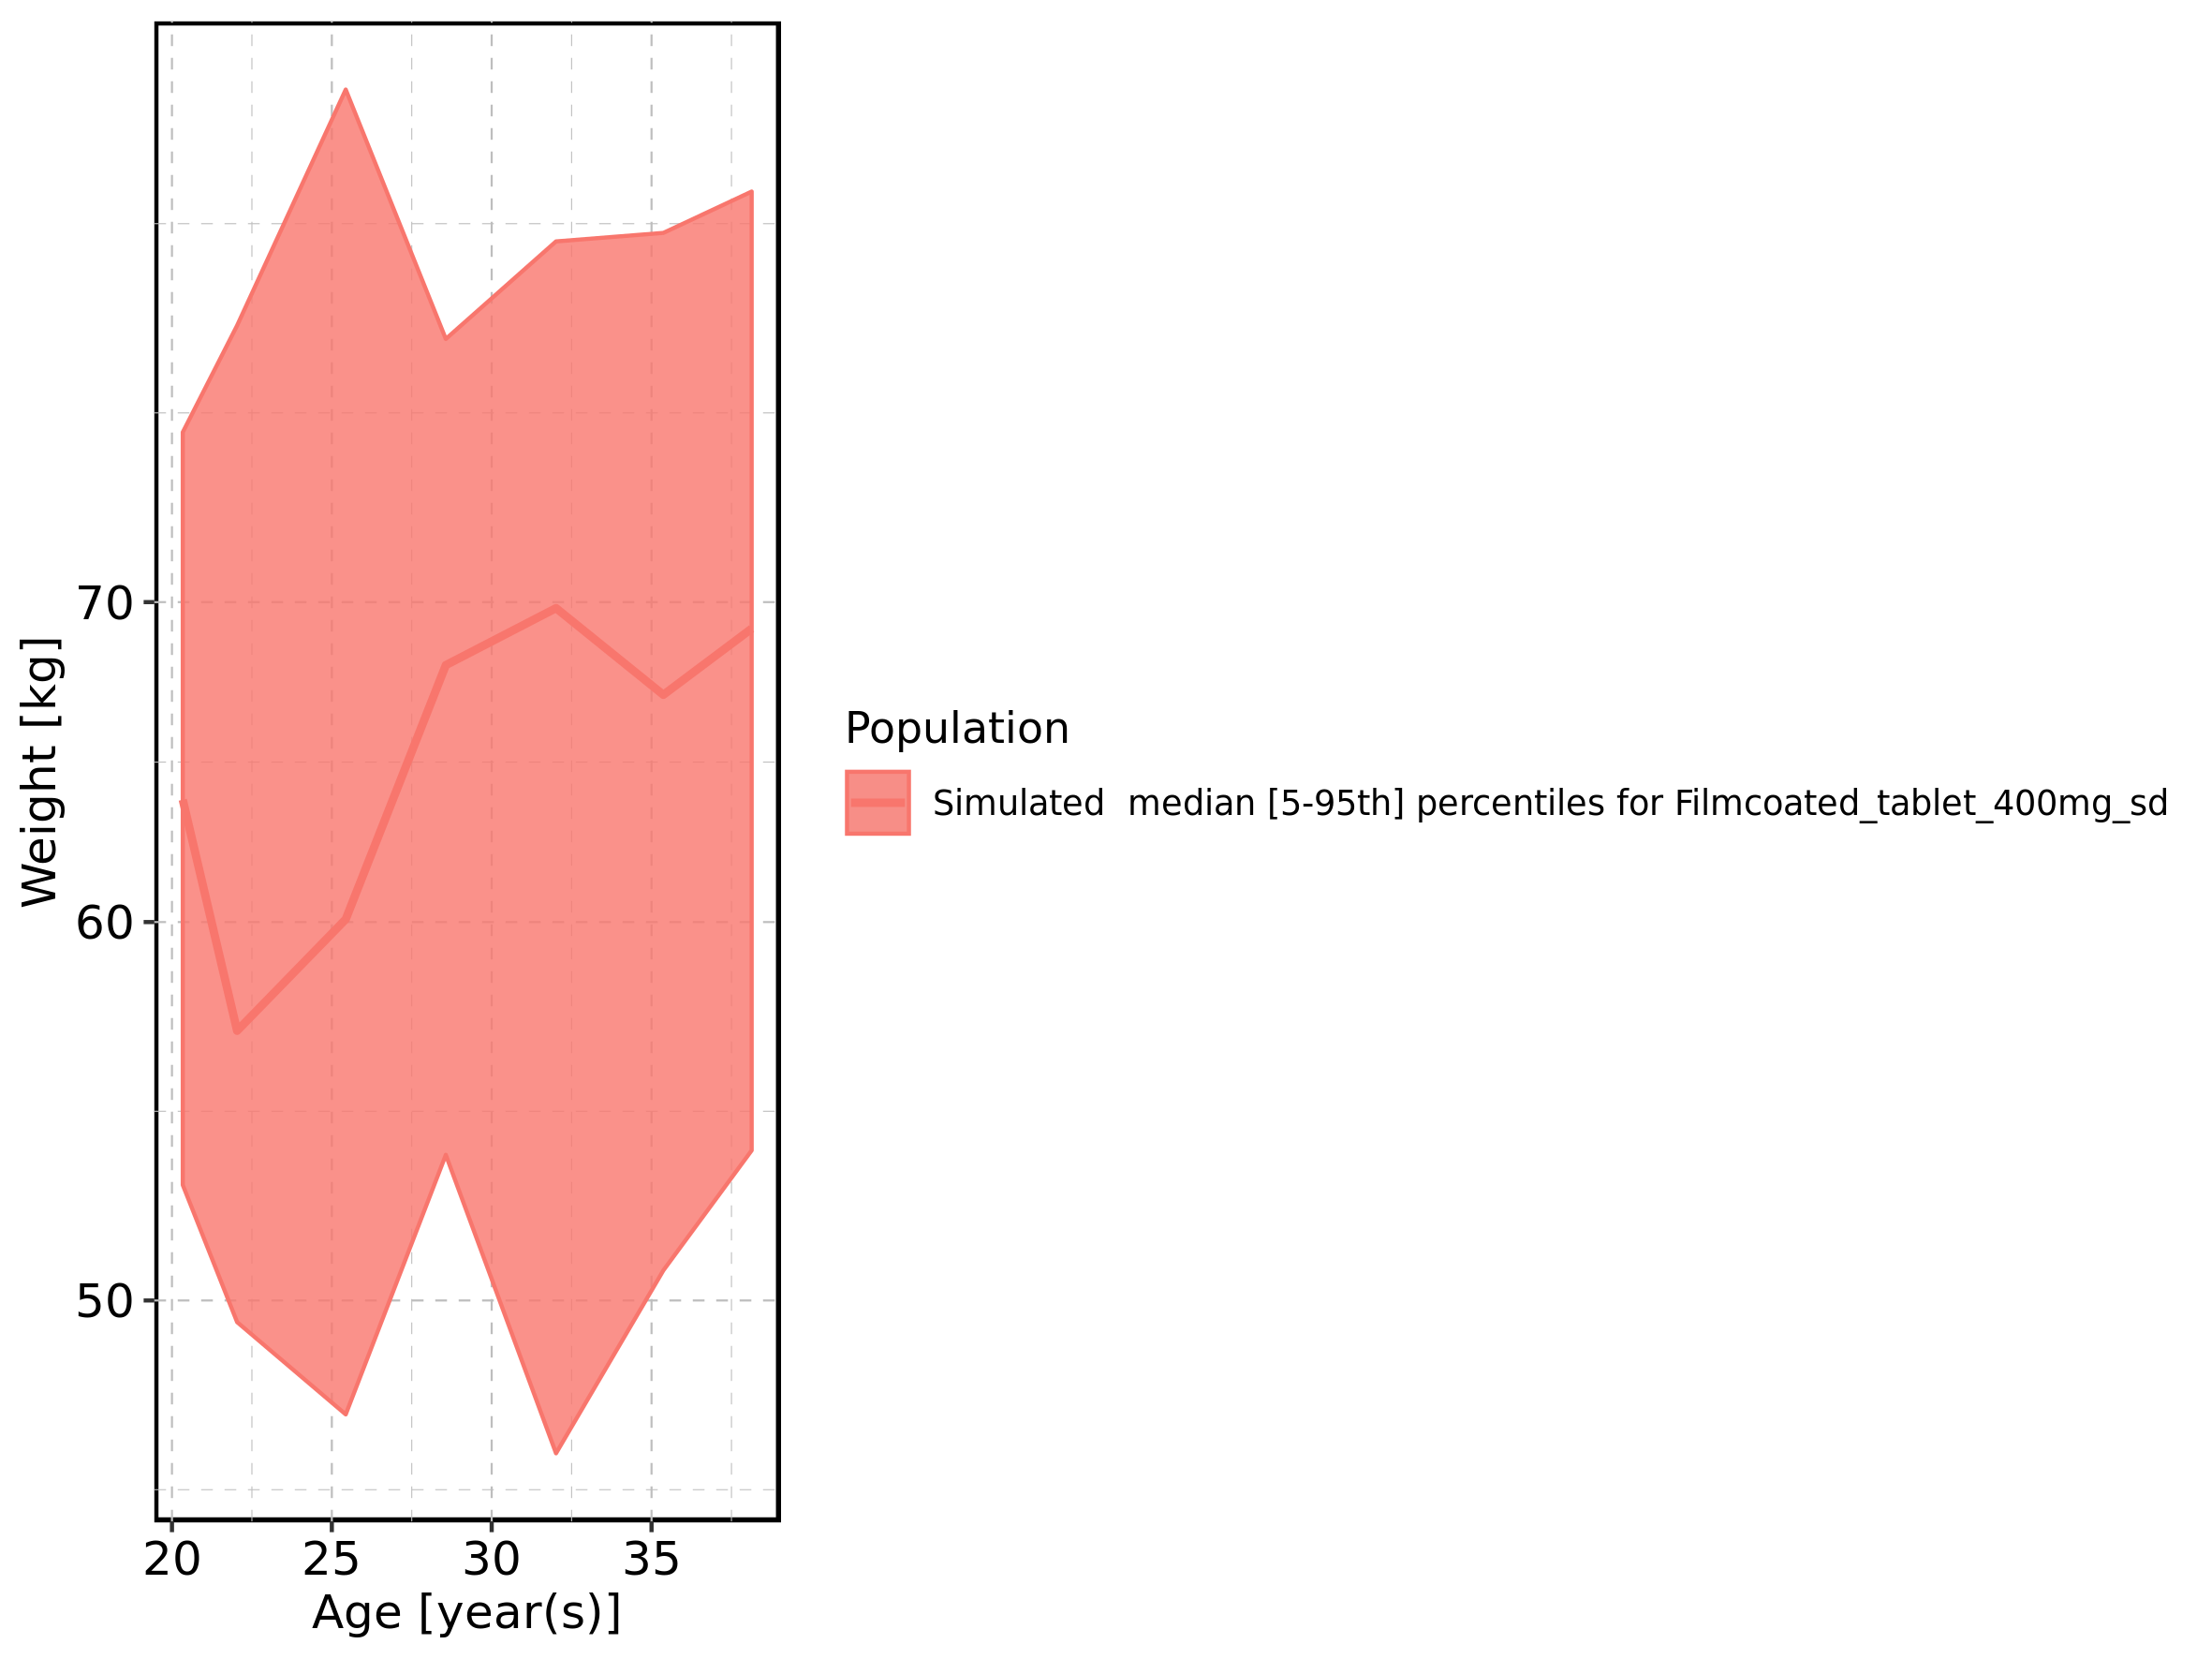 70
60
50
Weight [kg]
20 25 30 35
Age [year(s)]
Population
Simulated  median [5-95th] percentiles for Filmcoated_tablet_400mg_sd